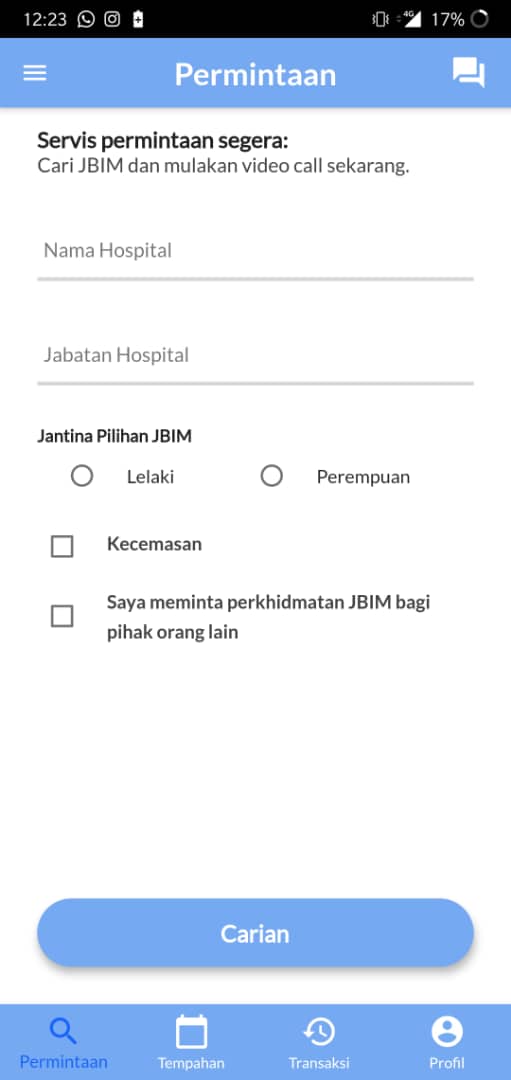 12:23 4G 17%
Permintaan
Servis permintaan segera:
Cari JBIM dan mulakan video call sekarang.
Nama Hospital
Jabatan Hospital
Jantina Pilihan JBIM
Lelaki Perempuan
Kecemasan
Saya meminta perkhidmatan JBIM bagi
pihak orang lain
Carian
Permintaan Tempahan Transaksi Profil